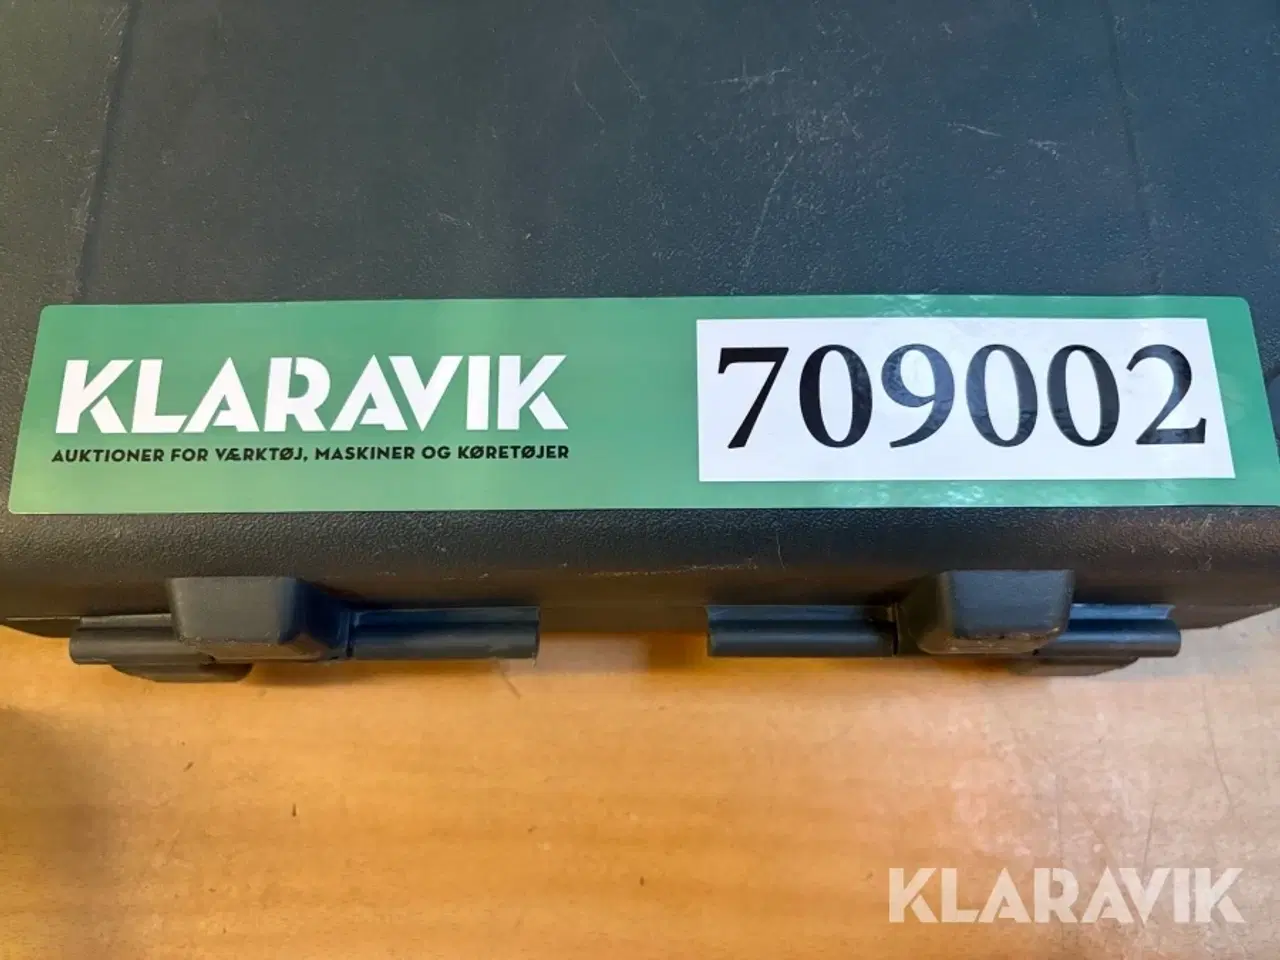 KLARAVIK
AUKTIONER FOR VÆRKTØJ, MASKINER OG KØRETØJER
709002
KLARAVIK